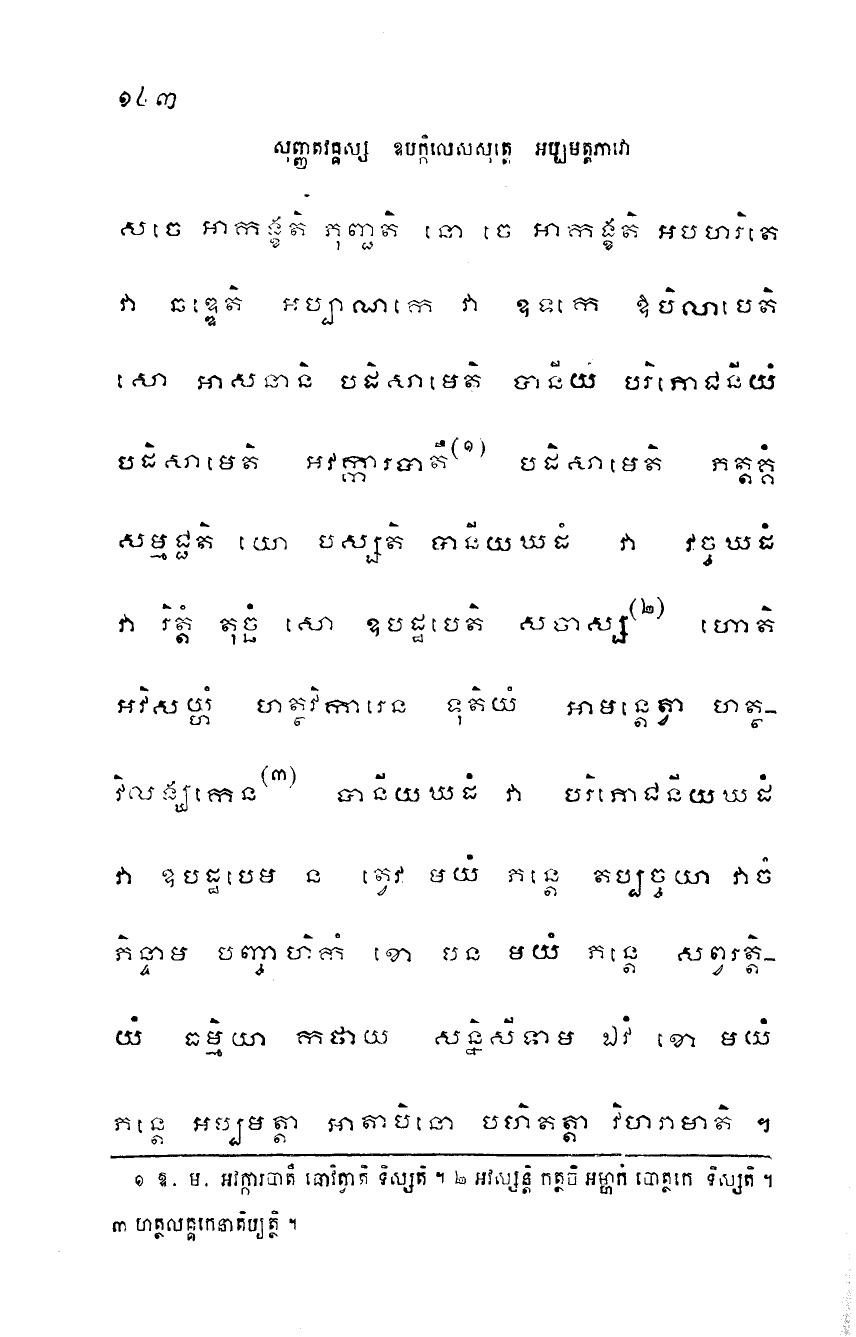 ១៤៣
សុញ្ញតវគ្គស្ស ឧបក្កិលេសសុត្តេ អប្បមត្តភាវោ
សចេ អាកង្ខតិ ភុញ្ជតិ នោ ចេ អាកង្ខតិ អបហរិតេ
វា ឆឌ្ឌេតិ អប្បាណកេ វា ឧទកេ ឱបិលាបេតិ
សោ អាសនានិ បដិសាមេតិ បានីយំ បរិភោជនីយំ
បដិសាមេតិ អវក្ការបាតឹ(១) បដិសាមេតិ ភត្តគ្គំ
សម្មជ្ជតិ យោ បស្សតិ បានីយឃដំ វា វច្ចឃដំ
វា រិត្តំ តុច្ឆំ សោ ឧបដ្ឋបេតិ សចាស្ស(២) ហោតិ
អវិសយ្ហំ ហត្ថវិការេន ទុតិយំ អាមន្តេត្វា ហត្ថ-
វិលង្ឃកេន(៣) បានីយឃដំ វា បរិភោជនីយឃដំ
វា ឧបដ្ឋបេម ន ត្វេវ មយំ ភន្តេ តប្បច្ចយា វាចំ
ភិន្ទាម បញ្ចាហិកំ ខោ បន មយំ ភន្តេ សព្វរត្តិ-
យំ ធម្មិយា កថាយ សន្និសីទាម ឯវំ ខោ មយំ
ភន្តេ អប្បមត្តា អាតាបិនោ បហិតត្តា វិហរាមាតិ ។
១ ឱ. ម. អវក្ការបាតឹ ធោវិត្វាតិ ទិស្សតិ ។ ២ អវស្សន្តិ កត្ថចិ អម្ហាកំ បោត្ថកេ ទិស្សតិ ។
៣ ហត្ថលង្គកេនាតិប្យត្ថិ ។